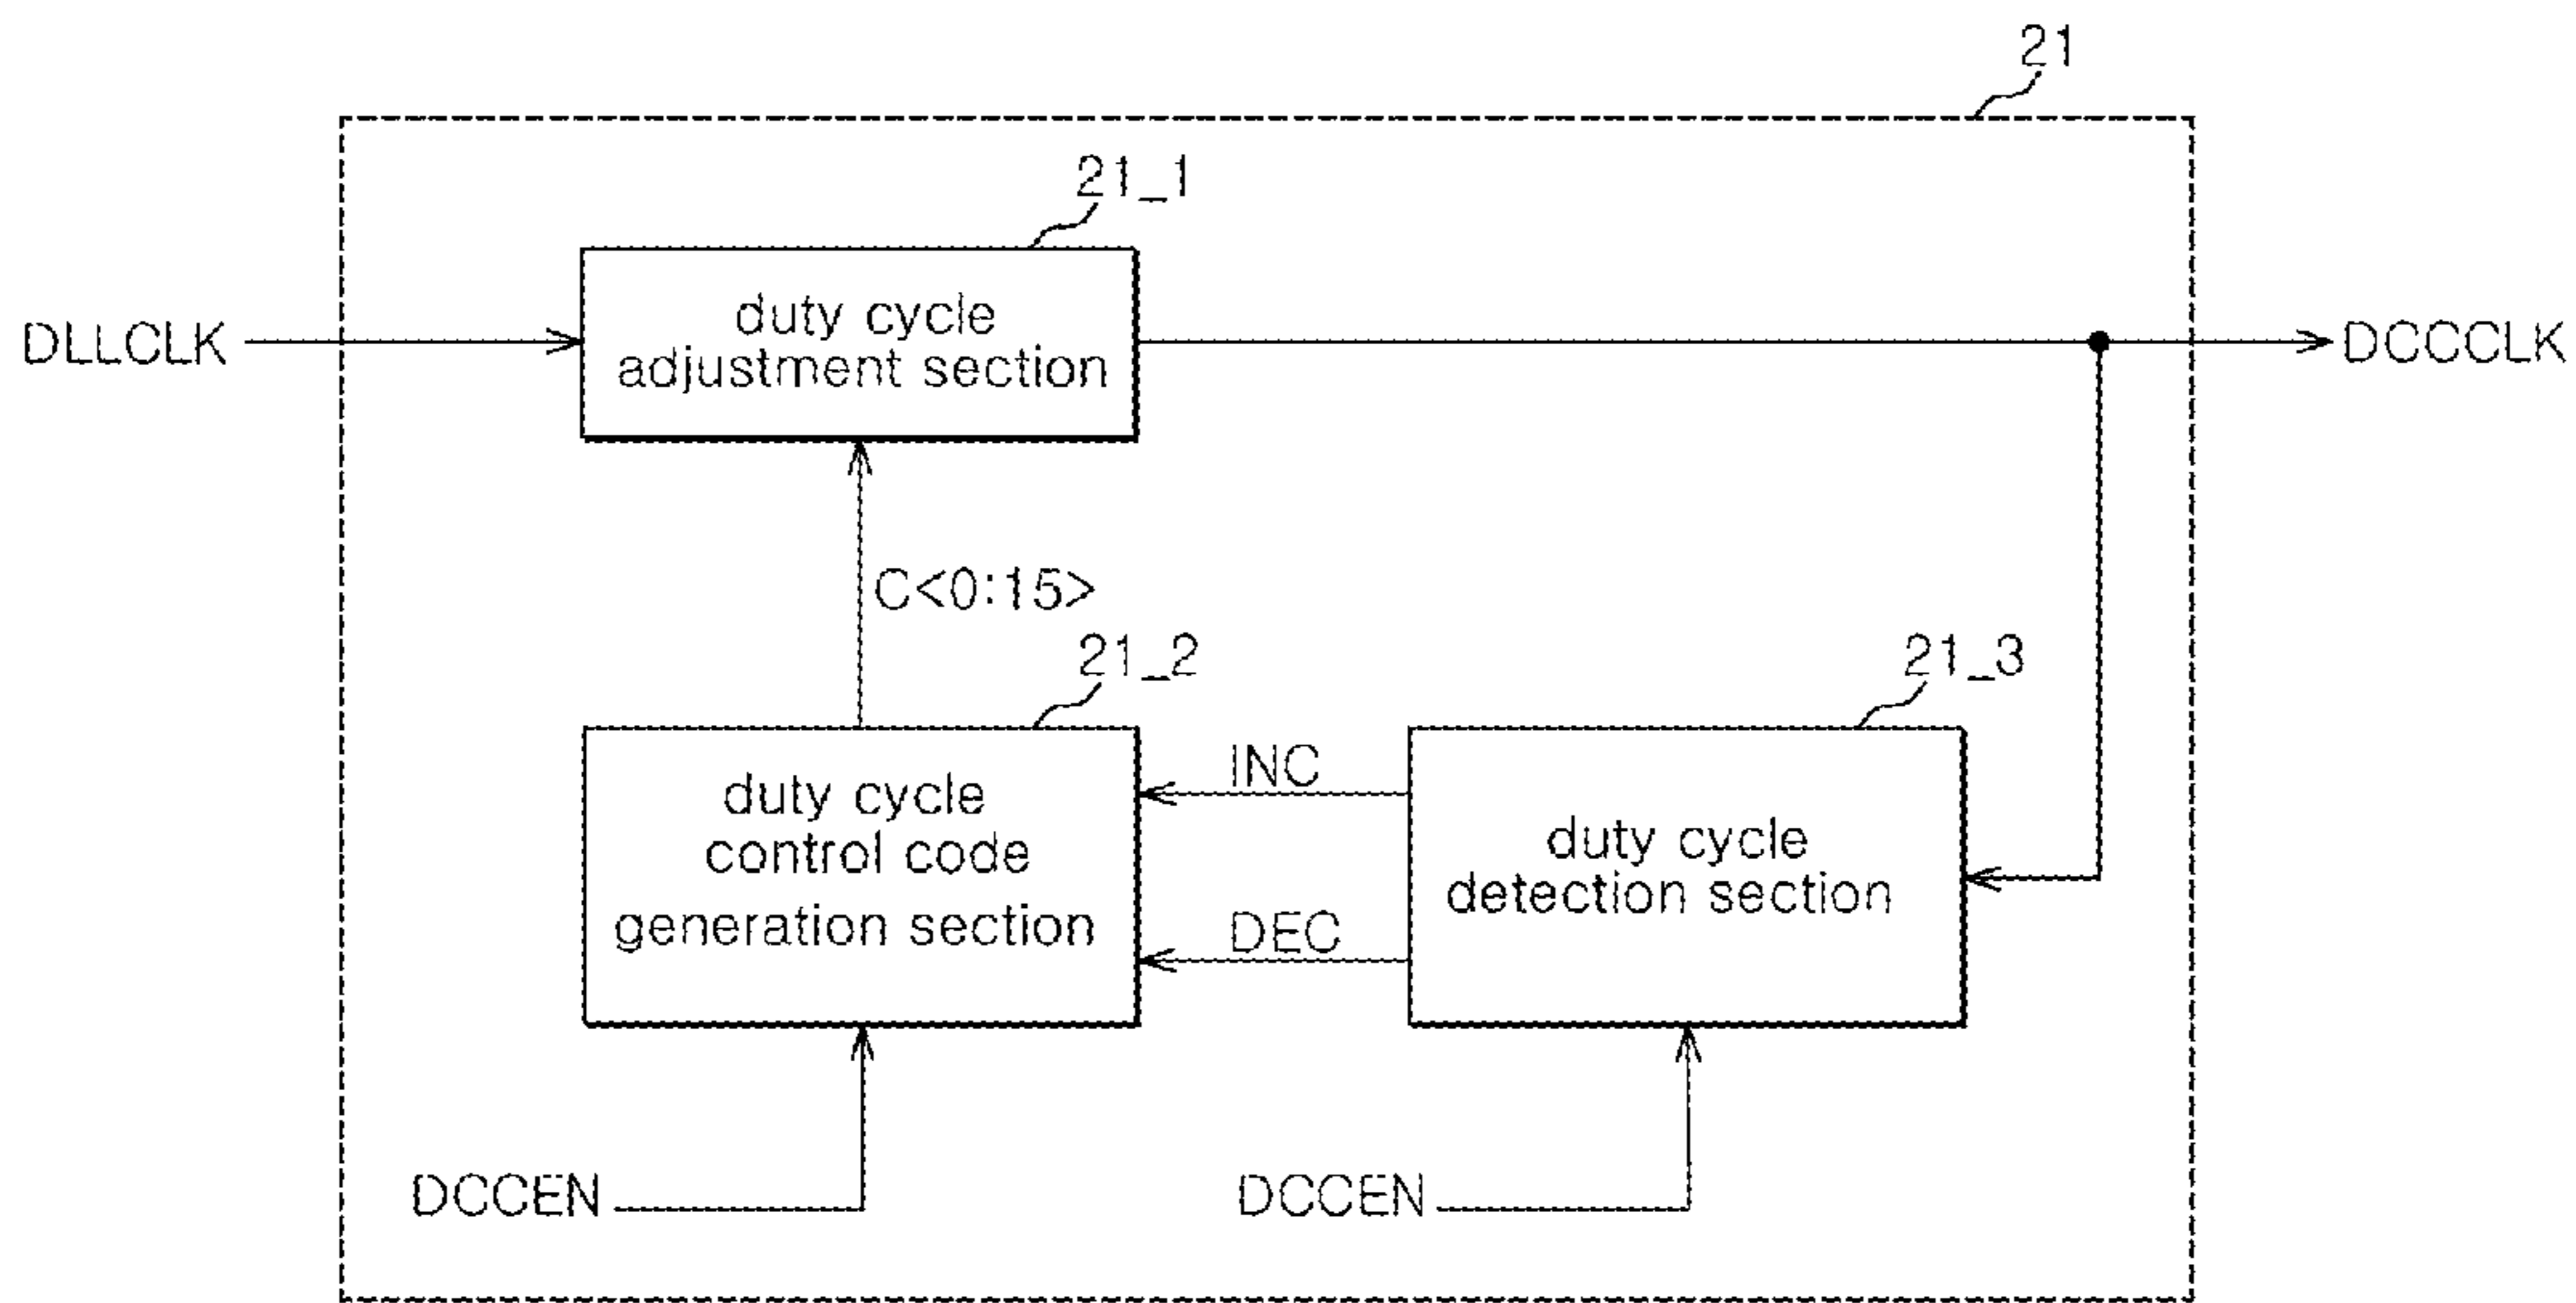 21
21_1
duty cycle
adjustment section
DLLCLK
DCCCLK
C<0:15>
21_2
21_3
duty cycle
control code
generation section
INC
DEC
duty cycle
detection section
DCCEN
DCCEN